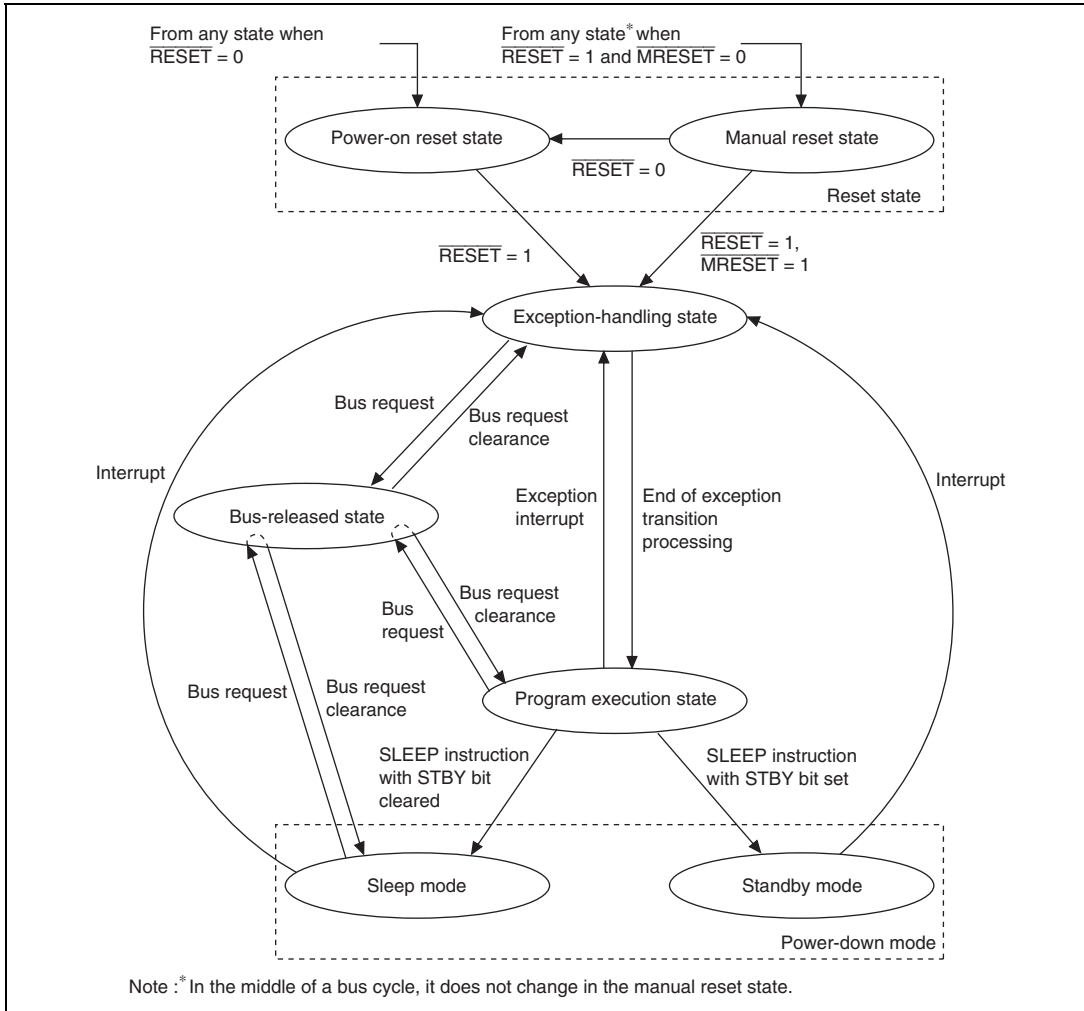 From any state when
RESET = 0
From any state* when
RESET = 1 and MRESET = 0
Power-on reset state
Manual reset state
RESET = 0
Reset state
RESET = 1
RESET = 1,
MRESET = 1
Exception-handling state
Bus request
Bus request
clearance
Interrupt
Interrupt
Exception
interrupt
End of exception
transition
processing
Bus-released state
Bus request
clearance
Bus
request
Bus request
Bus request
clearance
Program execution state
SLEEP instruction
with STBY bit
cleared
SLEEP instruction
with STBY bit set
Sleep mode
Standby mode
Power-down mode
Note :* In the middle of a bus cycle, it does not change in the manual reset state.